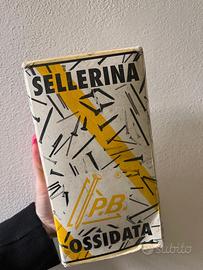 SELLERINA
P.B.
OSSIDATA
subito